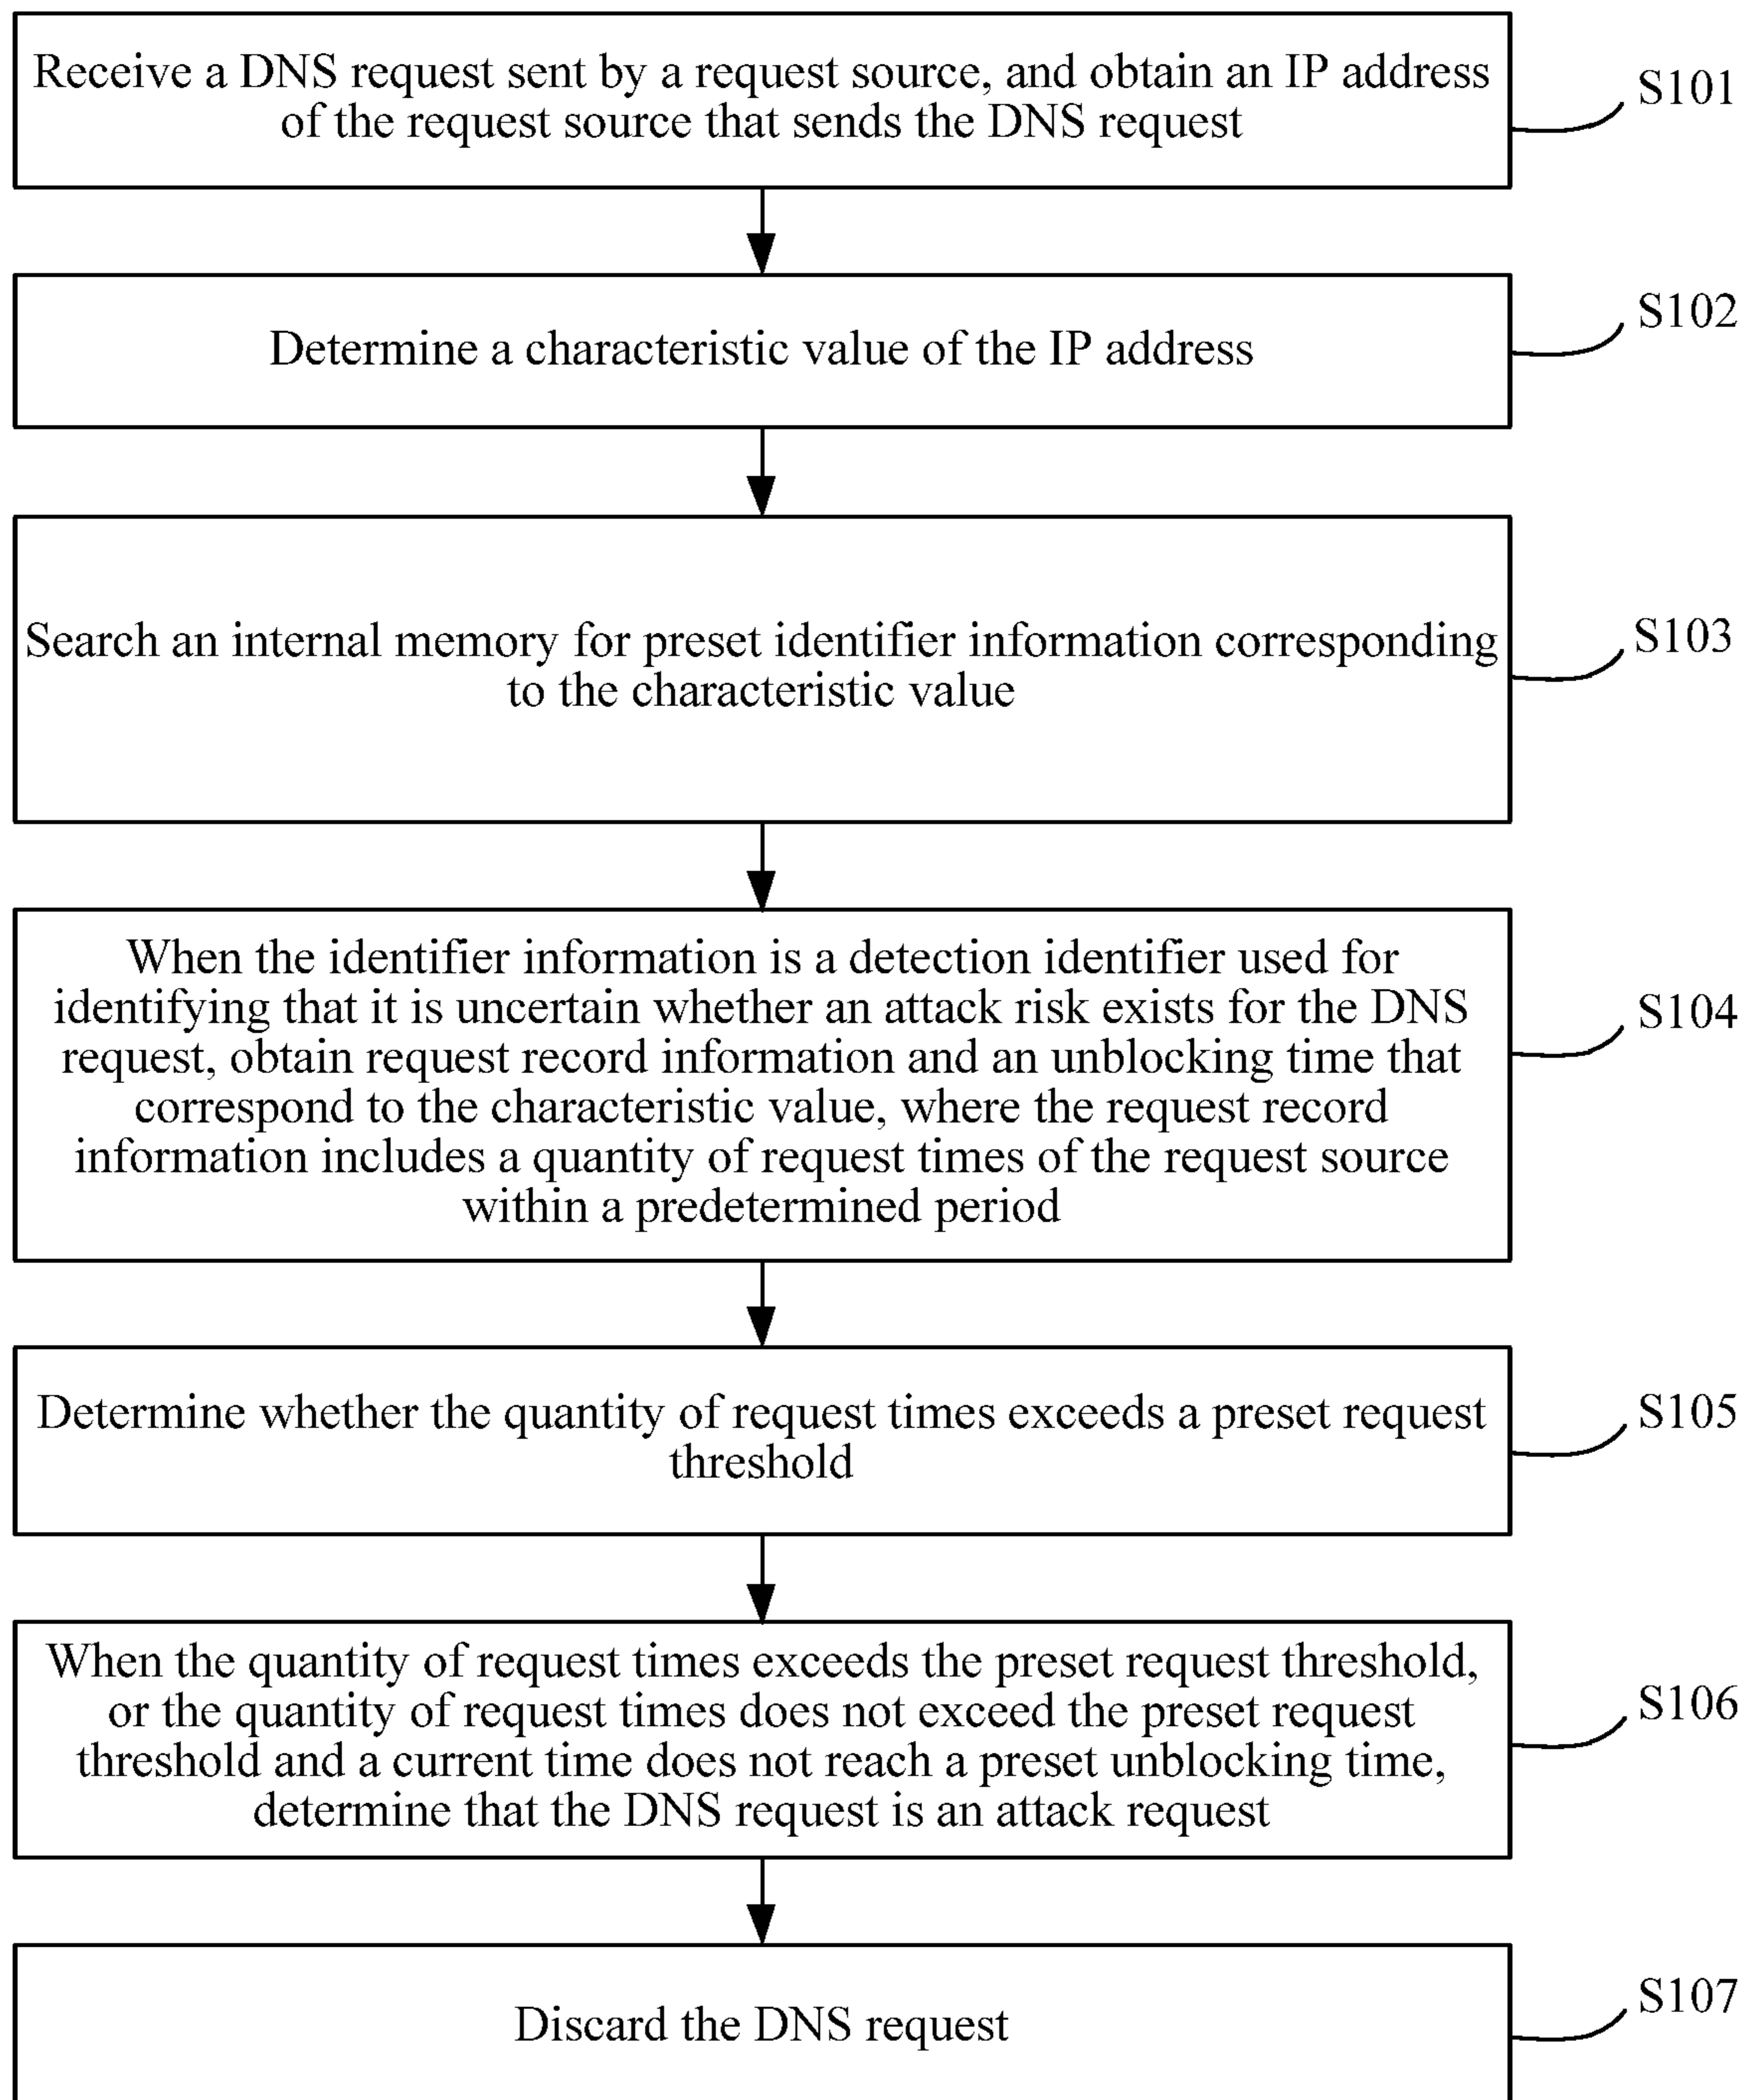 Receive a DNS request sent by a request source, and obtain an IP address
of the request source that sends the DNS request
S101
Determine a characteristic value of the IP address
S102
Search an internal memory for preset identifier information corresponding
to the characteristic value
S103
When the identifier information is a detection identifier used for
identifying that it is uncertain whether an attack risk exists for the DNS
request, obtain request record information and an unblocking time that
correspond to the characteristic value, where the request record
information includes a quantity of request times of the request source
within a predetermined period
S104
Determine whether the quantity of request times exceeds a preset request
threshold
S105
When the quantity of request times exceeds the preset request threshold,
or the quantity of request times does not exceed the preset request
threshold and a current time does not reach a preset unblocking time,
determine that the DNS request is an attack request
S106
Discard the DNS request
S107